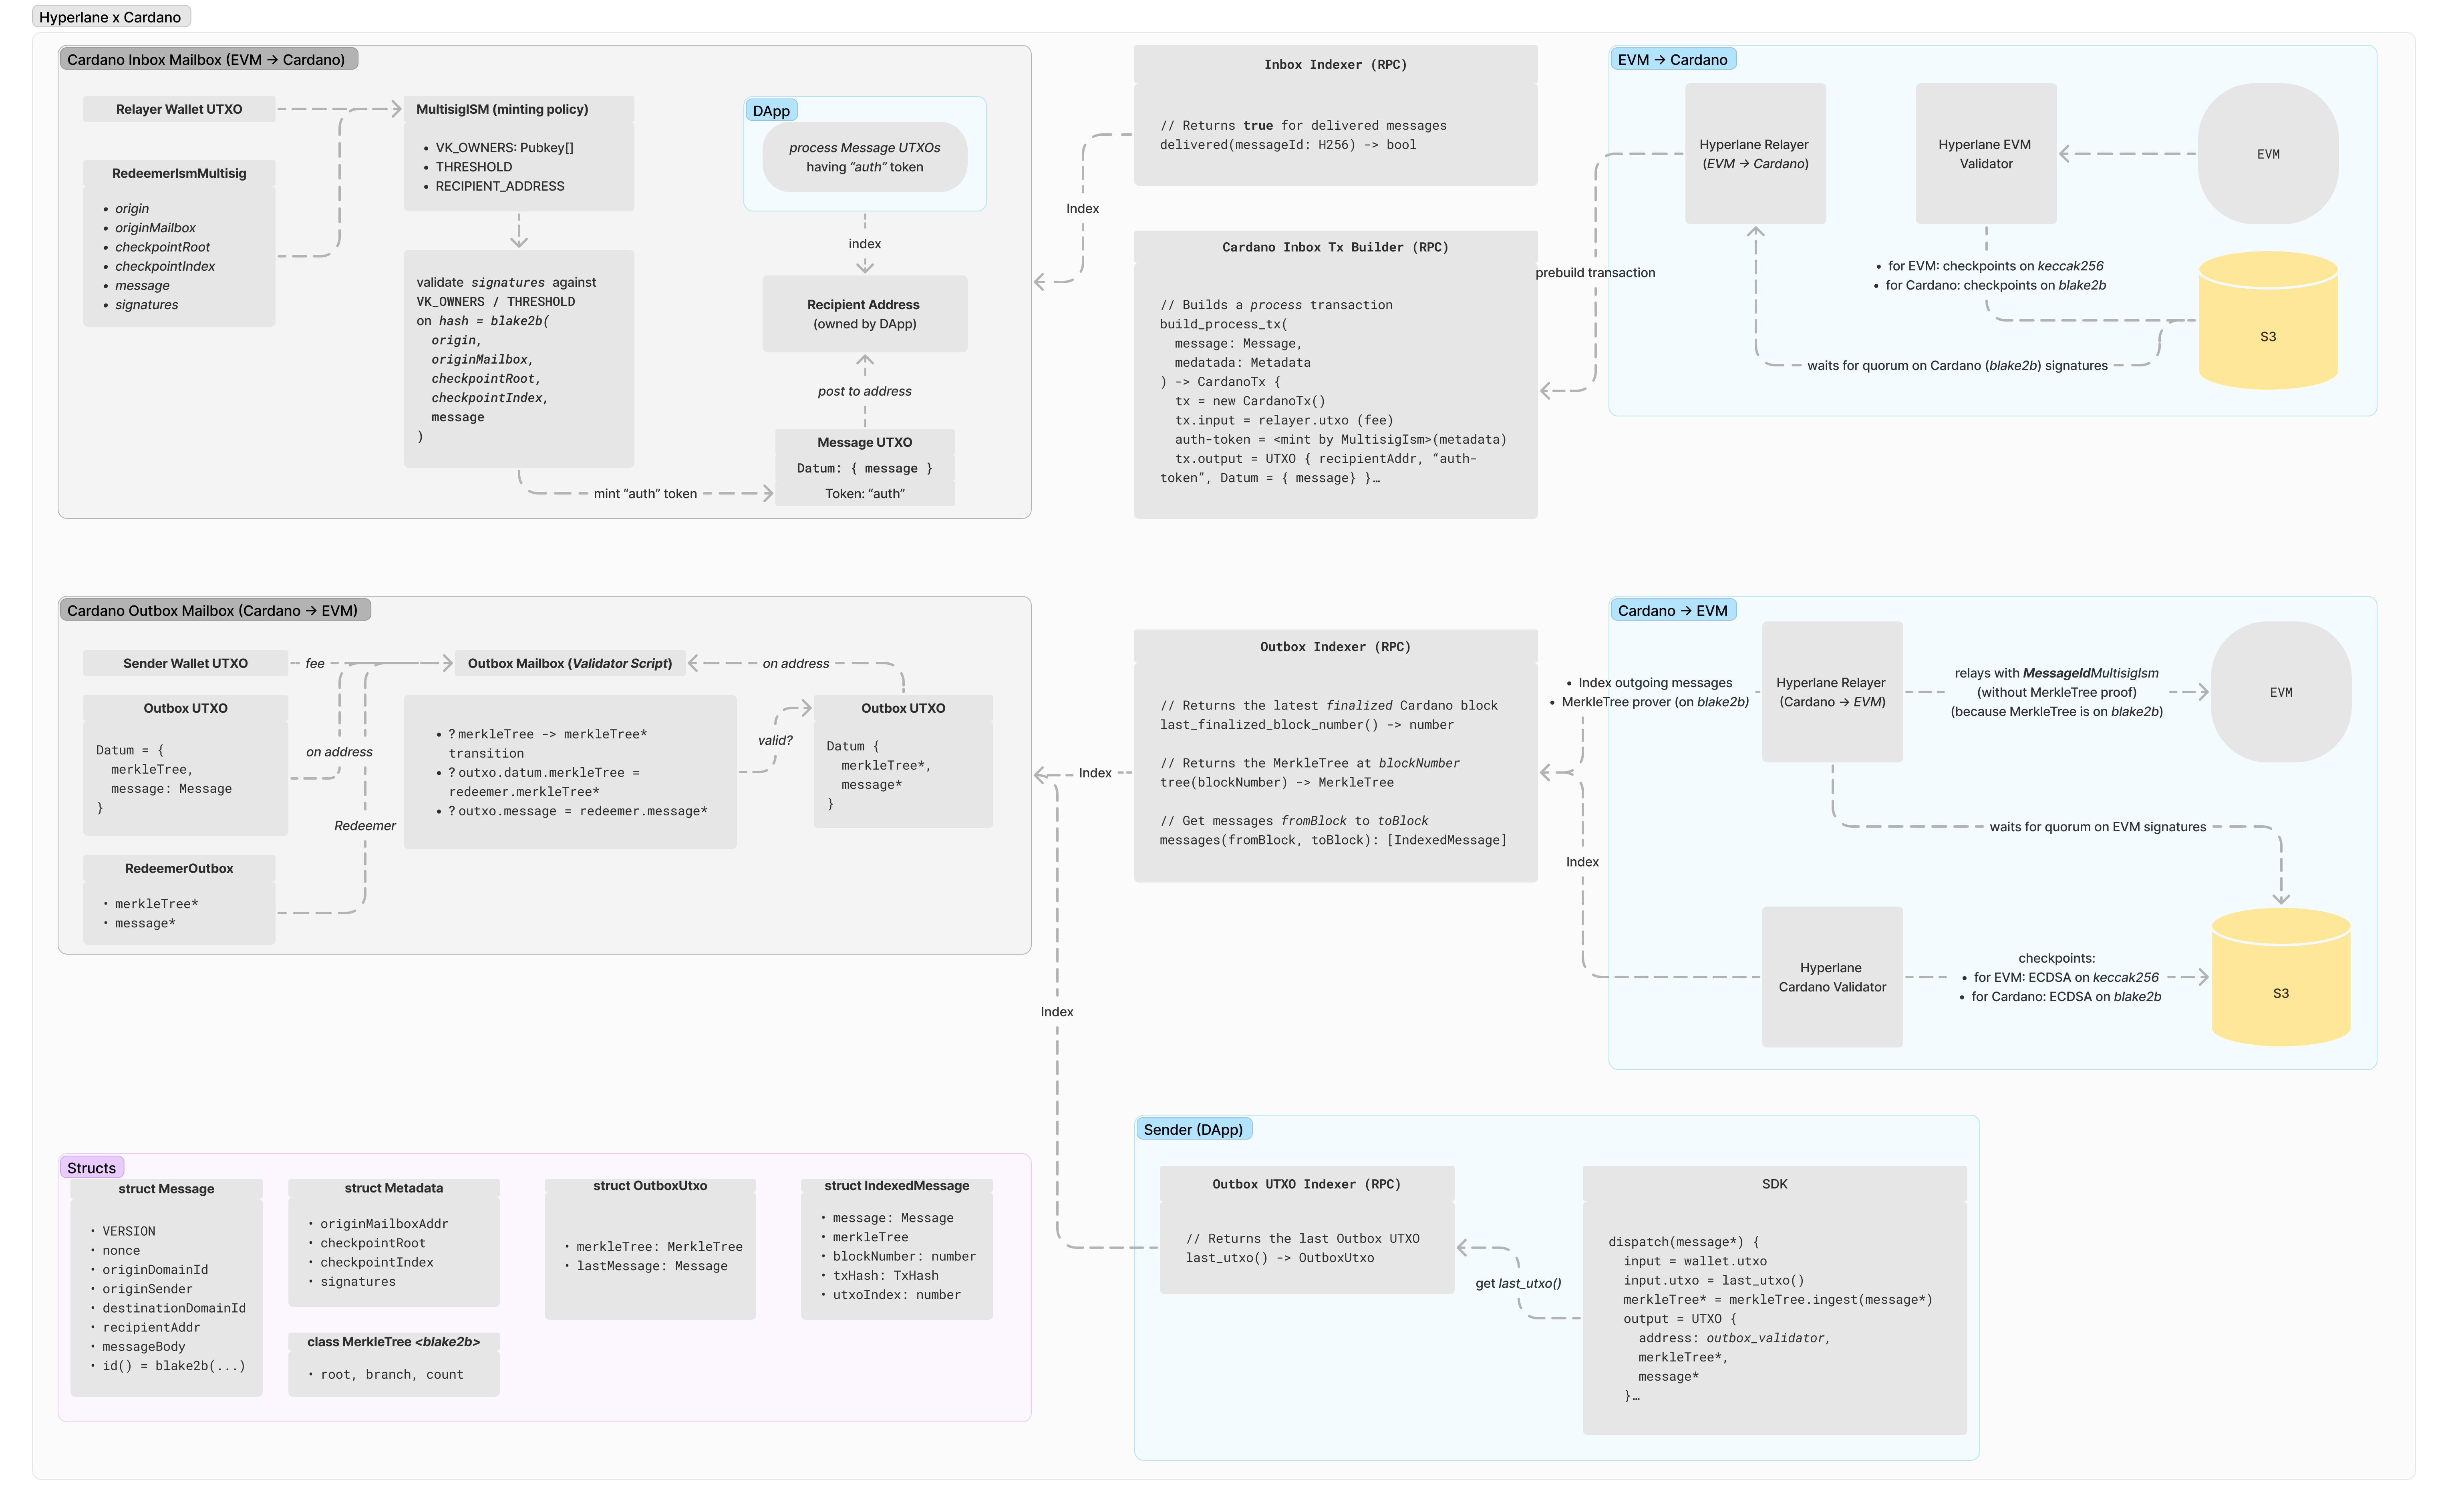 Hyperlane x Cardano
Cardano Inbox Mailbox (EVM → Cardano)
Relayer Wallet UTXO
RedeemerIsmMultisig
• origin
• originMailbox
• checkpointRoot
• checkpointIndex
• message
• signatures
MultisigISM (minting policy)
• VK_OWNERS: Pubkey[]
• THRESHOLD
• RECIPIENT_ADDRESS
validate signatures against
VK_OWNERS / THRESHOLD
on hash = blake2b(
origin,
originMailbox,
checkpointRoot,
checkpointIndex,
message
)
mint “auth” token
DApp
process Message UTXOs
having “auth” token
index
Recipient Address
(owned by DApp)
post to address
Message UTXO
Datum: { message }
Token: “auth”
Index
Inbox Indexer (RPC)
// Returns true for delivered messages
delivered(messageId: H256) -> bool
Cardano Inbox Tx Builder (RPC)
// Builds a process transaction
build_process_tx(
message: Message,
medatada: Metadata
) -> CardanoTx {
tx = new CardanoTx()
tx.input = relayer.utxo (fee)
auth-token = <mint by MultisigIsm>(metadata)
tx.output = UTXO { recipientAddr, “auth-
token”, Datum = { message} }…
prebuild transaction
EVM → Cardano
Hyperlane Relayer
(EVM → Cardano)
Hyperlane EVM
Validator
EVM
• for EVM: checkpoints on keccak256
• for Cardano: checkpoints on blake2b
S3
waits for quorum on Cardano (blake2b) signatures
Cardano Outbox Mailbox (Cardano → EVM)
Sender Wallet UTXO
fee
Outbox Mailbox (Validator Script)
on address
Outbox UTXO
Datum = {
merkleTree,
message: Message
}
on address
Redeemer
RedeemerOutbox
• merkleTree*
• message*
• ? merkleTree -> merkleTree*
transition
• ? outxo.datum.merkleTree =
redeemer.merkleTree*
• ? outxo.message = redeemer.message*
valid?
Outbox UTXO
Datum {
merkleTree*,
message*
}
Index
Outbox Indexer (RPC)
// Returns the latest finalized Cardano block
last_finalized_block_number() -> number
// Returns the MerkleTree at blockNumber
tree(blockNumber) -> MerkleTree
// Get messages fromBlock to toBlock
messages(fromBlock, toBlock): [IndexedMessage]
Cardano → EVM
• Index outgoing messages
• MerkleTree prover (on blake2b)
Hyperlane Relayer
(Cardano → EVM)
relays with MessageIdMultisigIsm
(without MerkleTree proof)
(because MerkleTree is on blake2b)
EVM
waits for quorum on EVM signatures
Index
Hyperlane
Cardano Validator
checkpoints:
• for EVM: ECDSA on keccak256
• for Cardano: ECDSA on blake2b
S3
Index
Structs
struct Message
• VERSION
• nonce
• originDomainId
• originSender
• destinationDomainId
• recipientAddr
• messageBody
• id() = blake2b(...)
struct Metadata
• originMailboxAddr
• checkpointRoot
• checkpointIndex
• signatures
class MerkleTree <blake2b>
• root, branch, count
struct OutboxUtxo
• merkleTree: MerkleTree
• lastMessage: Message
struct IndexedMessage
• message: Message
• merkleTree
• blockNumber: number
• txHash: TxHash
• utxoIndex: number
Sender (DApp)
Outbox UTXO Indexer (RPC)
// Returns the last Outbox UTXO
last_utxo() -> OutboxUtxo
get last_utxo()
SDK
dispatch(message*) {
input = wallet.utxo
input.utxo = last_utxo()
merkleTree* = merkleTree.ingest(message*)
output = UTXO {
address: outbox_validator,
merkleTree*,
message*
}…